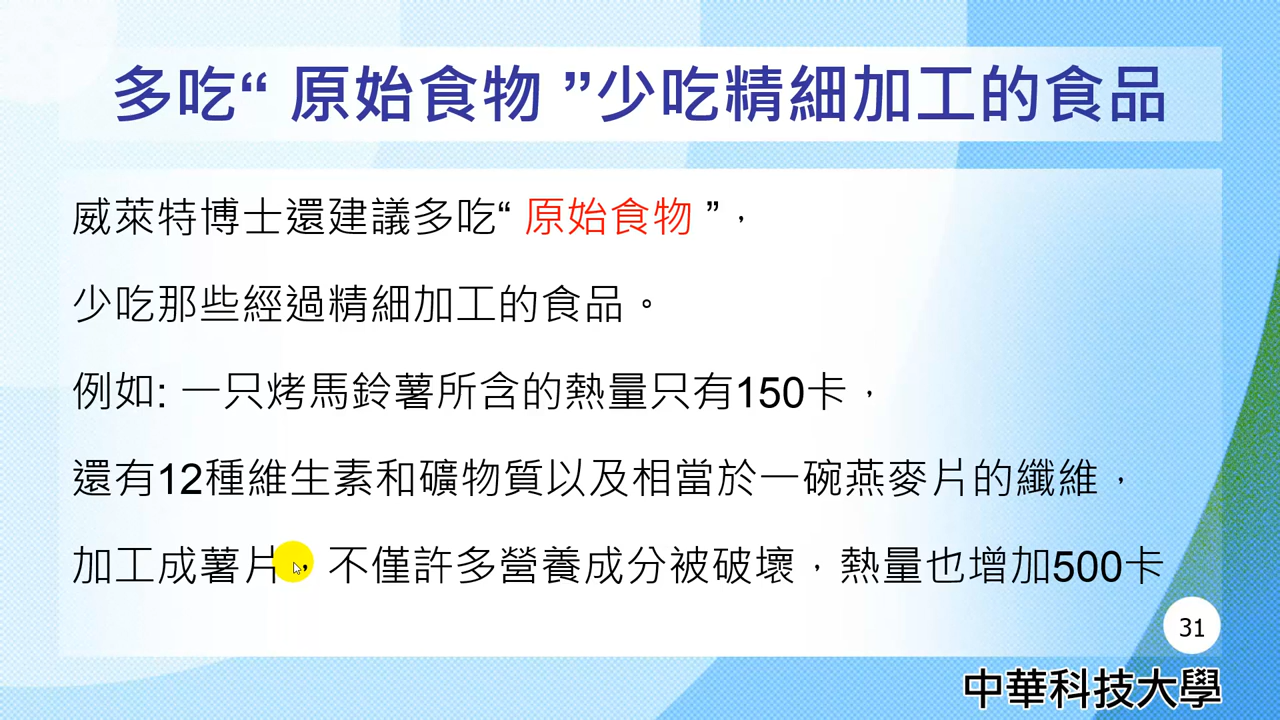 多吃“ 原始食物 ”少吃精細加工的食品
威萊特博士還建議多吃“ 原始食物 ”，
少吃那些經過精細加工的食品。
例如: 一只烤馬鈴薯所含的熱量只有150卡，
還有12種維生素和礦物質以及相當於一碗燕麥片的纖維，
加工成薯片，不僅許多營養成分被破壞，熱量也增加500卡
31
中華科技大學